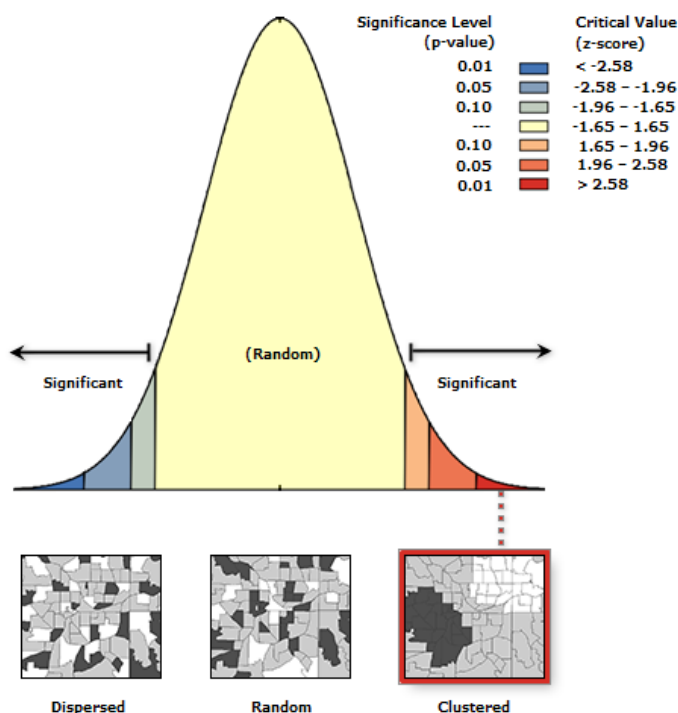 Significance Level Critical Value
(p-value) (z-score)
0.01 < -2.58
0.05 -2.58 – -1.96
0.10 -1.96 – -1.65
--- -1.65 – 1.65
0.10 1.65 – 1.96
0.05 1.96 – 2.58
0.01 > 2.58
(Random)
Significant Significant
Dispersed Random Clustered